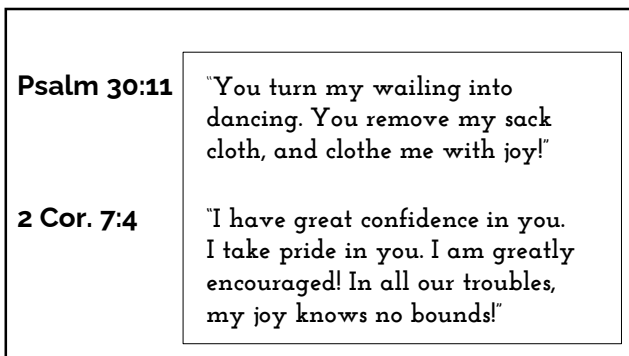 Psalm 30:11 "You turn my wailing into
dancing. You remove my sack
cloth, and clothe me with joy!"
2 Cor. 7:4 "I have great confidence in you.
I take pride in you. I am greatly
encouraged! In all our troubles,
my joy knows no bounds!"